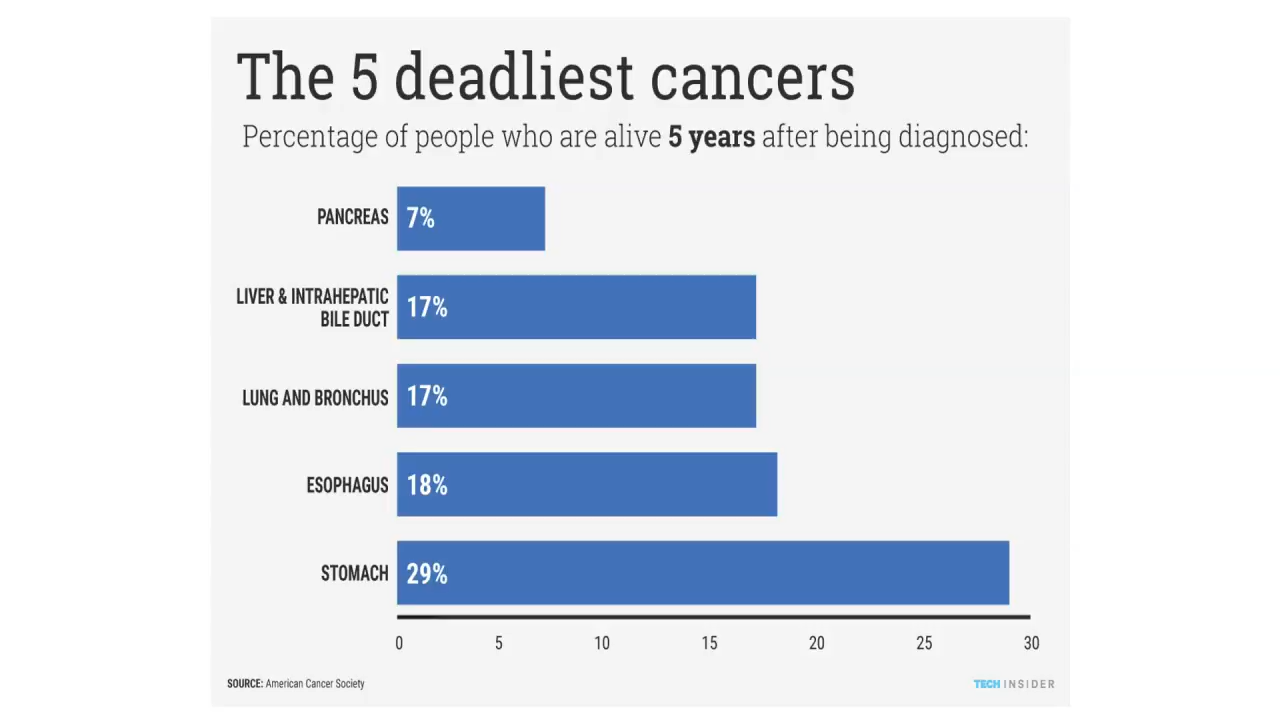 The 5 deadliest cancers
Percentage of people who are alive 5 years after being diagnosed:
PANCREAS 7%
LIVER & INTRAHEPATIC
BILE DUCT 17%
LUNG AND BRONCHUS 17%
ESOPHAGUS 18%
STOMACH 29%
0 5 10 15 20 25 30
SOURCE: American Cancer Society
TECH INSIDER